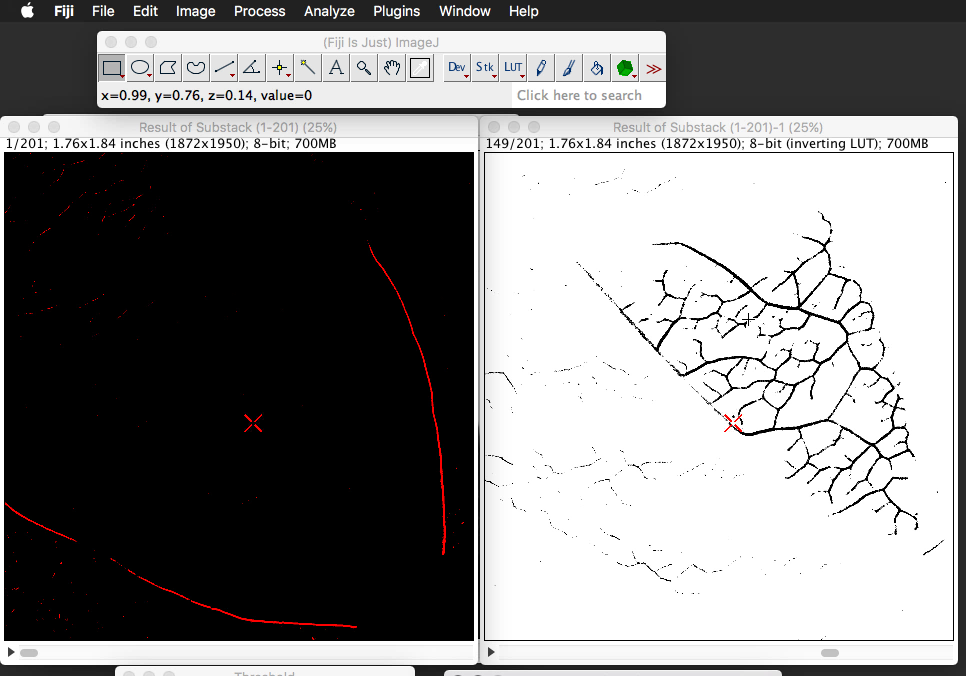 Fiji File Edit Image Process Analyze Plugins Window Help
(Fiji Is Just) ImageJ
A Dev Stk LUT >>
x=0.99, y=0.76, z=0.14, value=0 Click here to search
Result of Substack (1-201) (25%)
1/201; 1.76x1.84 inches (1872x1950); 8-bit; 700MB
Result of Substack (1-201)-1 (25%)
149/201; 1.76x1.84 inches (1872x1950); 8-bit (inverting LUT); 700MB
Threshold